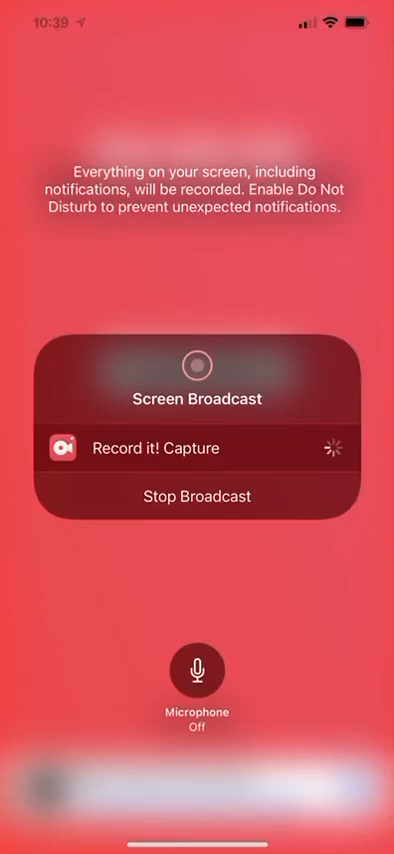 10:39
Everything on your screen, including
notifications, will be recorded. Enable Do Not
Disturb to prevent unexpected notifications.
Screen Broadcast
Record it! Capture
Stop Broadcast
Microphone
Off